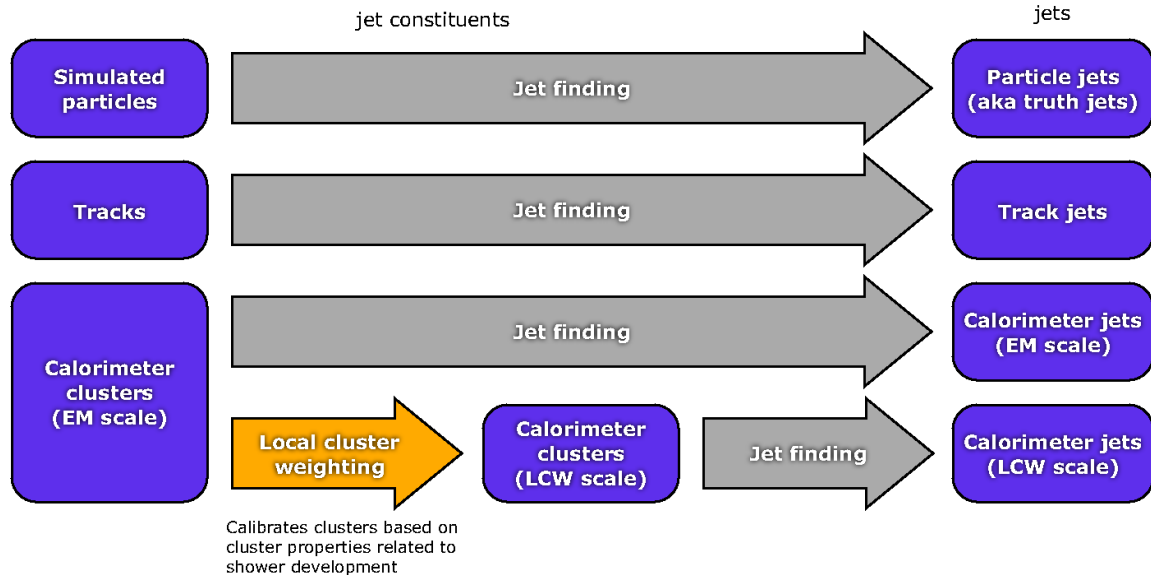 jet constituents
jets
Simulated
particles
Jet finding
Particle jets
(aka truth jets)
Tracks
Jet finding
Track jets
Calorimeter
clusters
(EM scale)
Jet finding
Calorimeter jets
(EM scale)
Local cluster
weighting
Calorimeter
clusters
(LCW scale)
Jet finding
Calorimeter jets
(LCW scale)
Calibrates clusters based on
cluster properties related to
shower development